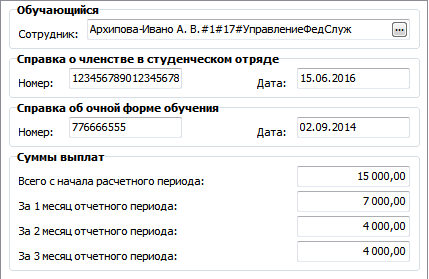 Обучающийся
Сотрудник: Архипова-Ивано А. В.#1#17#УправлениеФедСлуж ...
Справка о членстве в студенческом отряде
Номер: 123456789012345678 Дата: 15.06.2016
Справка об очной форме обучения
Номер: 776666555 Дата: 02.09.2014
Суммы выплат
Всего с начала расчетного периода: 15 000,00
За 1 месяц отчетного периода: 7 000,00
За 2 месяц отчетного периода: 4 000,00
За 3 месяц отчетного периода: 4 000,00